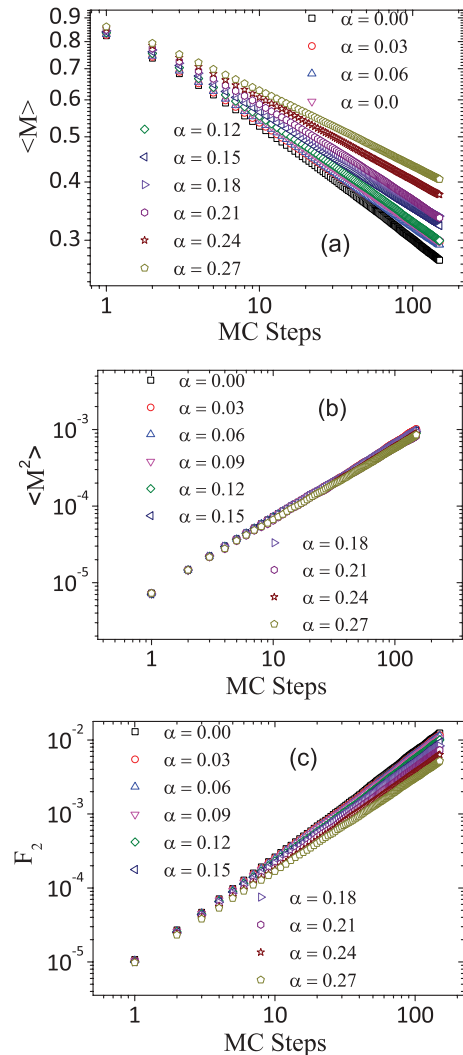 0.9
0.8
0.7
0.6
0.5
0.4
0.3
<M>
α = 0.00
α = 0.03
α = 0.06
α = 0.0
α = 0.12
α = 0.15
α = 0.18
α = 0.21
α = 0.24
α = 0.27
(a)
1 10 100
MC Steps
10⁻³
10⁻⁴
10⁻⁵
<M²>
α = 0.00
α = 0.03
α = 0.06
α = 0.09
α = 0.12
α = 0.15
(b)
α = 0.18
α = 0.21
α = 0.24
α = 0.27
1 10 100
MC Steps
10⁻²
10⁻³
10⁻⁴
10⁻⁵
F₂
α = 0.00
α = 0.03
α = 0.06
α = 0.09
α = 0.12
α = 0.15
(c)
α = 0.18
α = 0.21
α = 0.24
α = 0.27
1 10 100
MC Steps